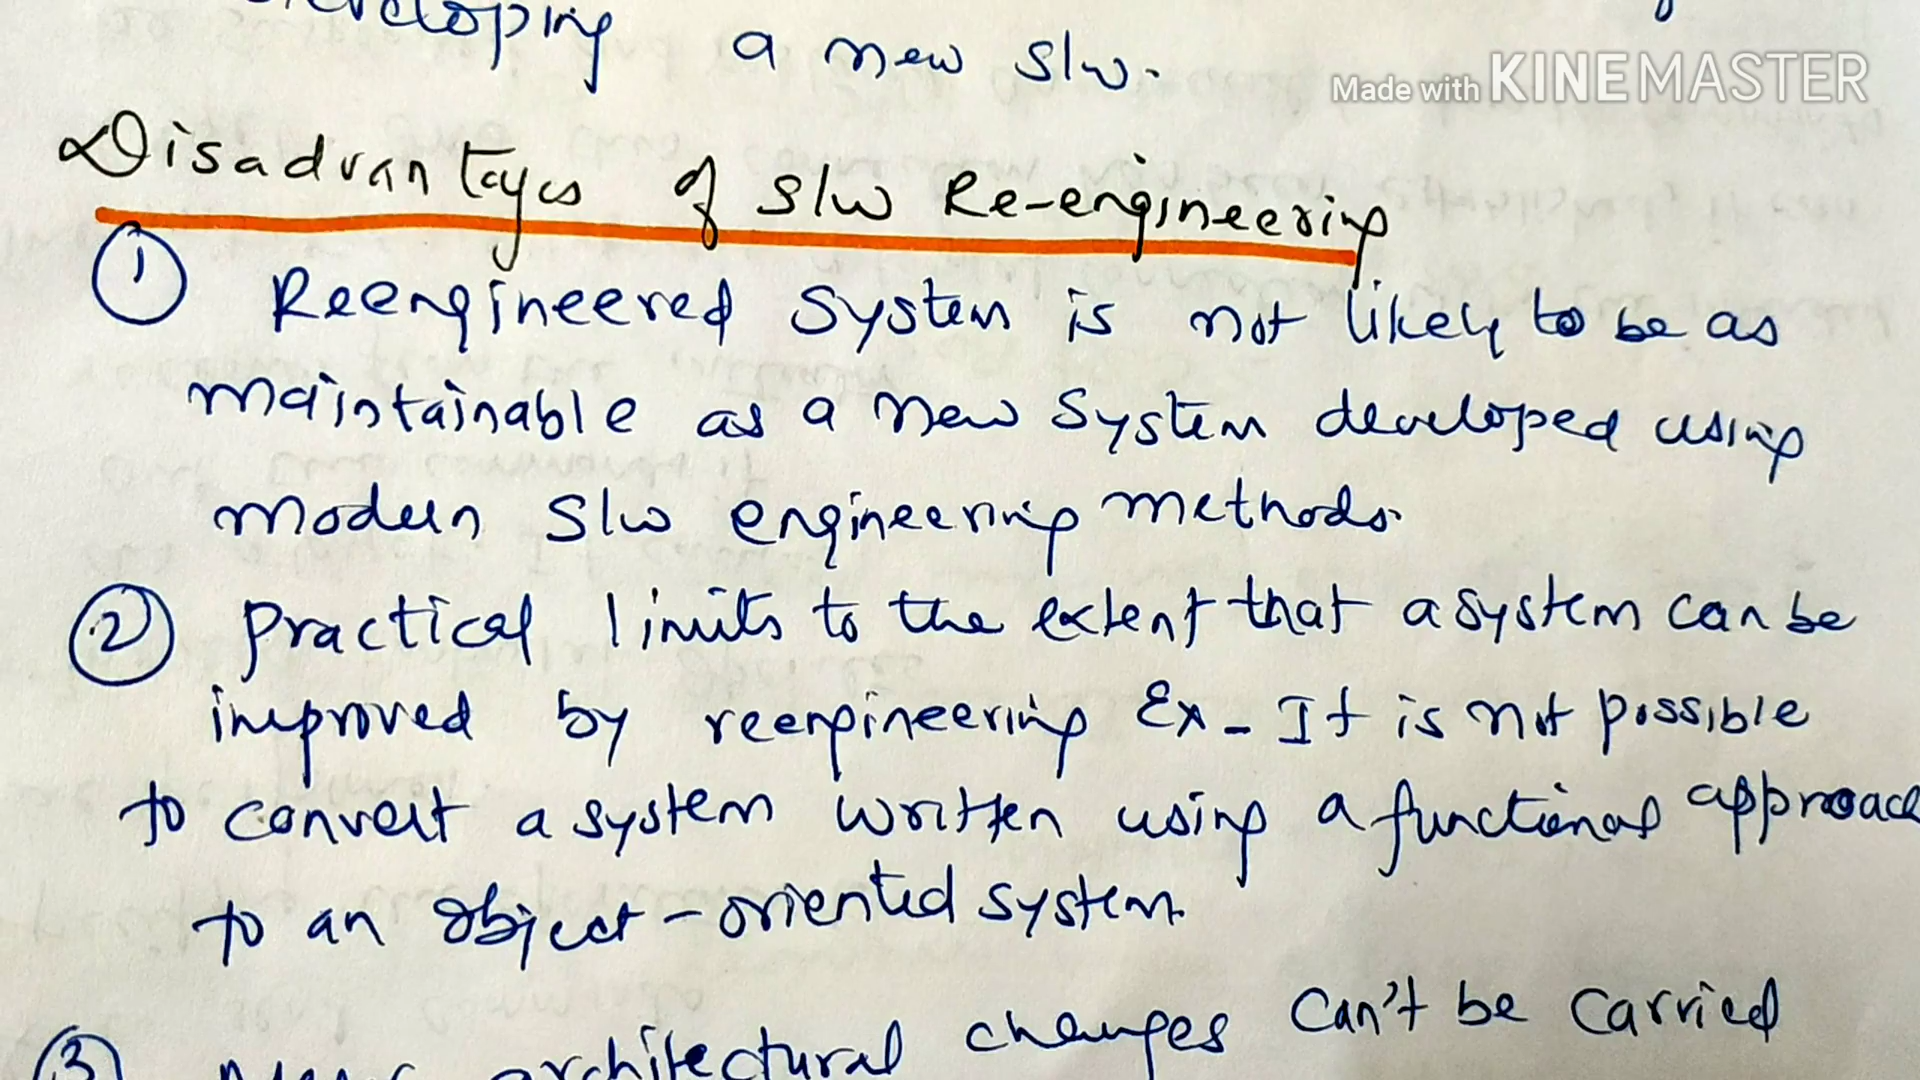 developing a new s/w.
Made with KINEMASTER
Disadvantages of s/w Re-engineering
① Reengineered system is not likely to be as
maintainable as a new system developed using
modern s/w engineering methods.
② practical limits to the extent that a system can be
improved by reengineering Ex - It is not possible
to convert a system written using a functional approach
to an object-oriented system.
③ architectural changes can't be carried